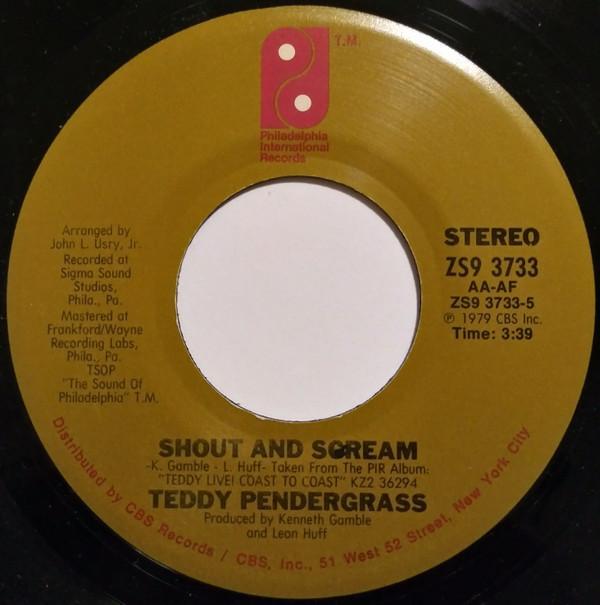 T.M.
Philadelphia
International
Records
Arranged by
John L. Usry, Jr.
Recorded at
Sigma Sound
Studios,
Phila., Pa.
Mastered at
Frankford/Wayne
Recording Labs,
Phila., Pa.
TSOP
"The Sound Of
Philadelphia" T.M.
STEREO
ZS9 3733
AA-AF
ZS9 3733-5
℗ 1979 CBS Inc.
Time: 3:39
SHOUT AND SCREAM
-K. Gamble - L. Huff- Taken From The PIR Album:
"TEDDY LIVE! COAST TO COAST" KZ2 36294
TEDDY PENDERGRASS
Produced by Kenneth Gamble
and Leon Huff
Distributed by CBS Records / CBS, Inc., 51 West 52 Street, New York City